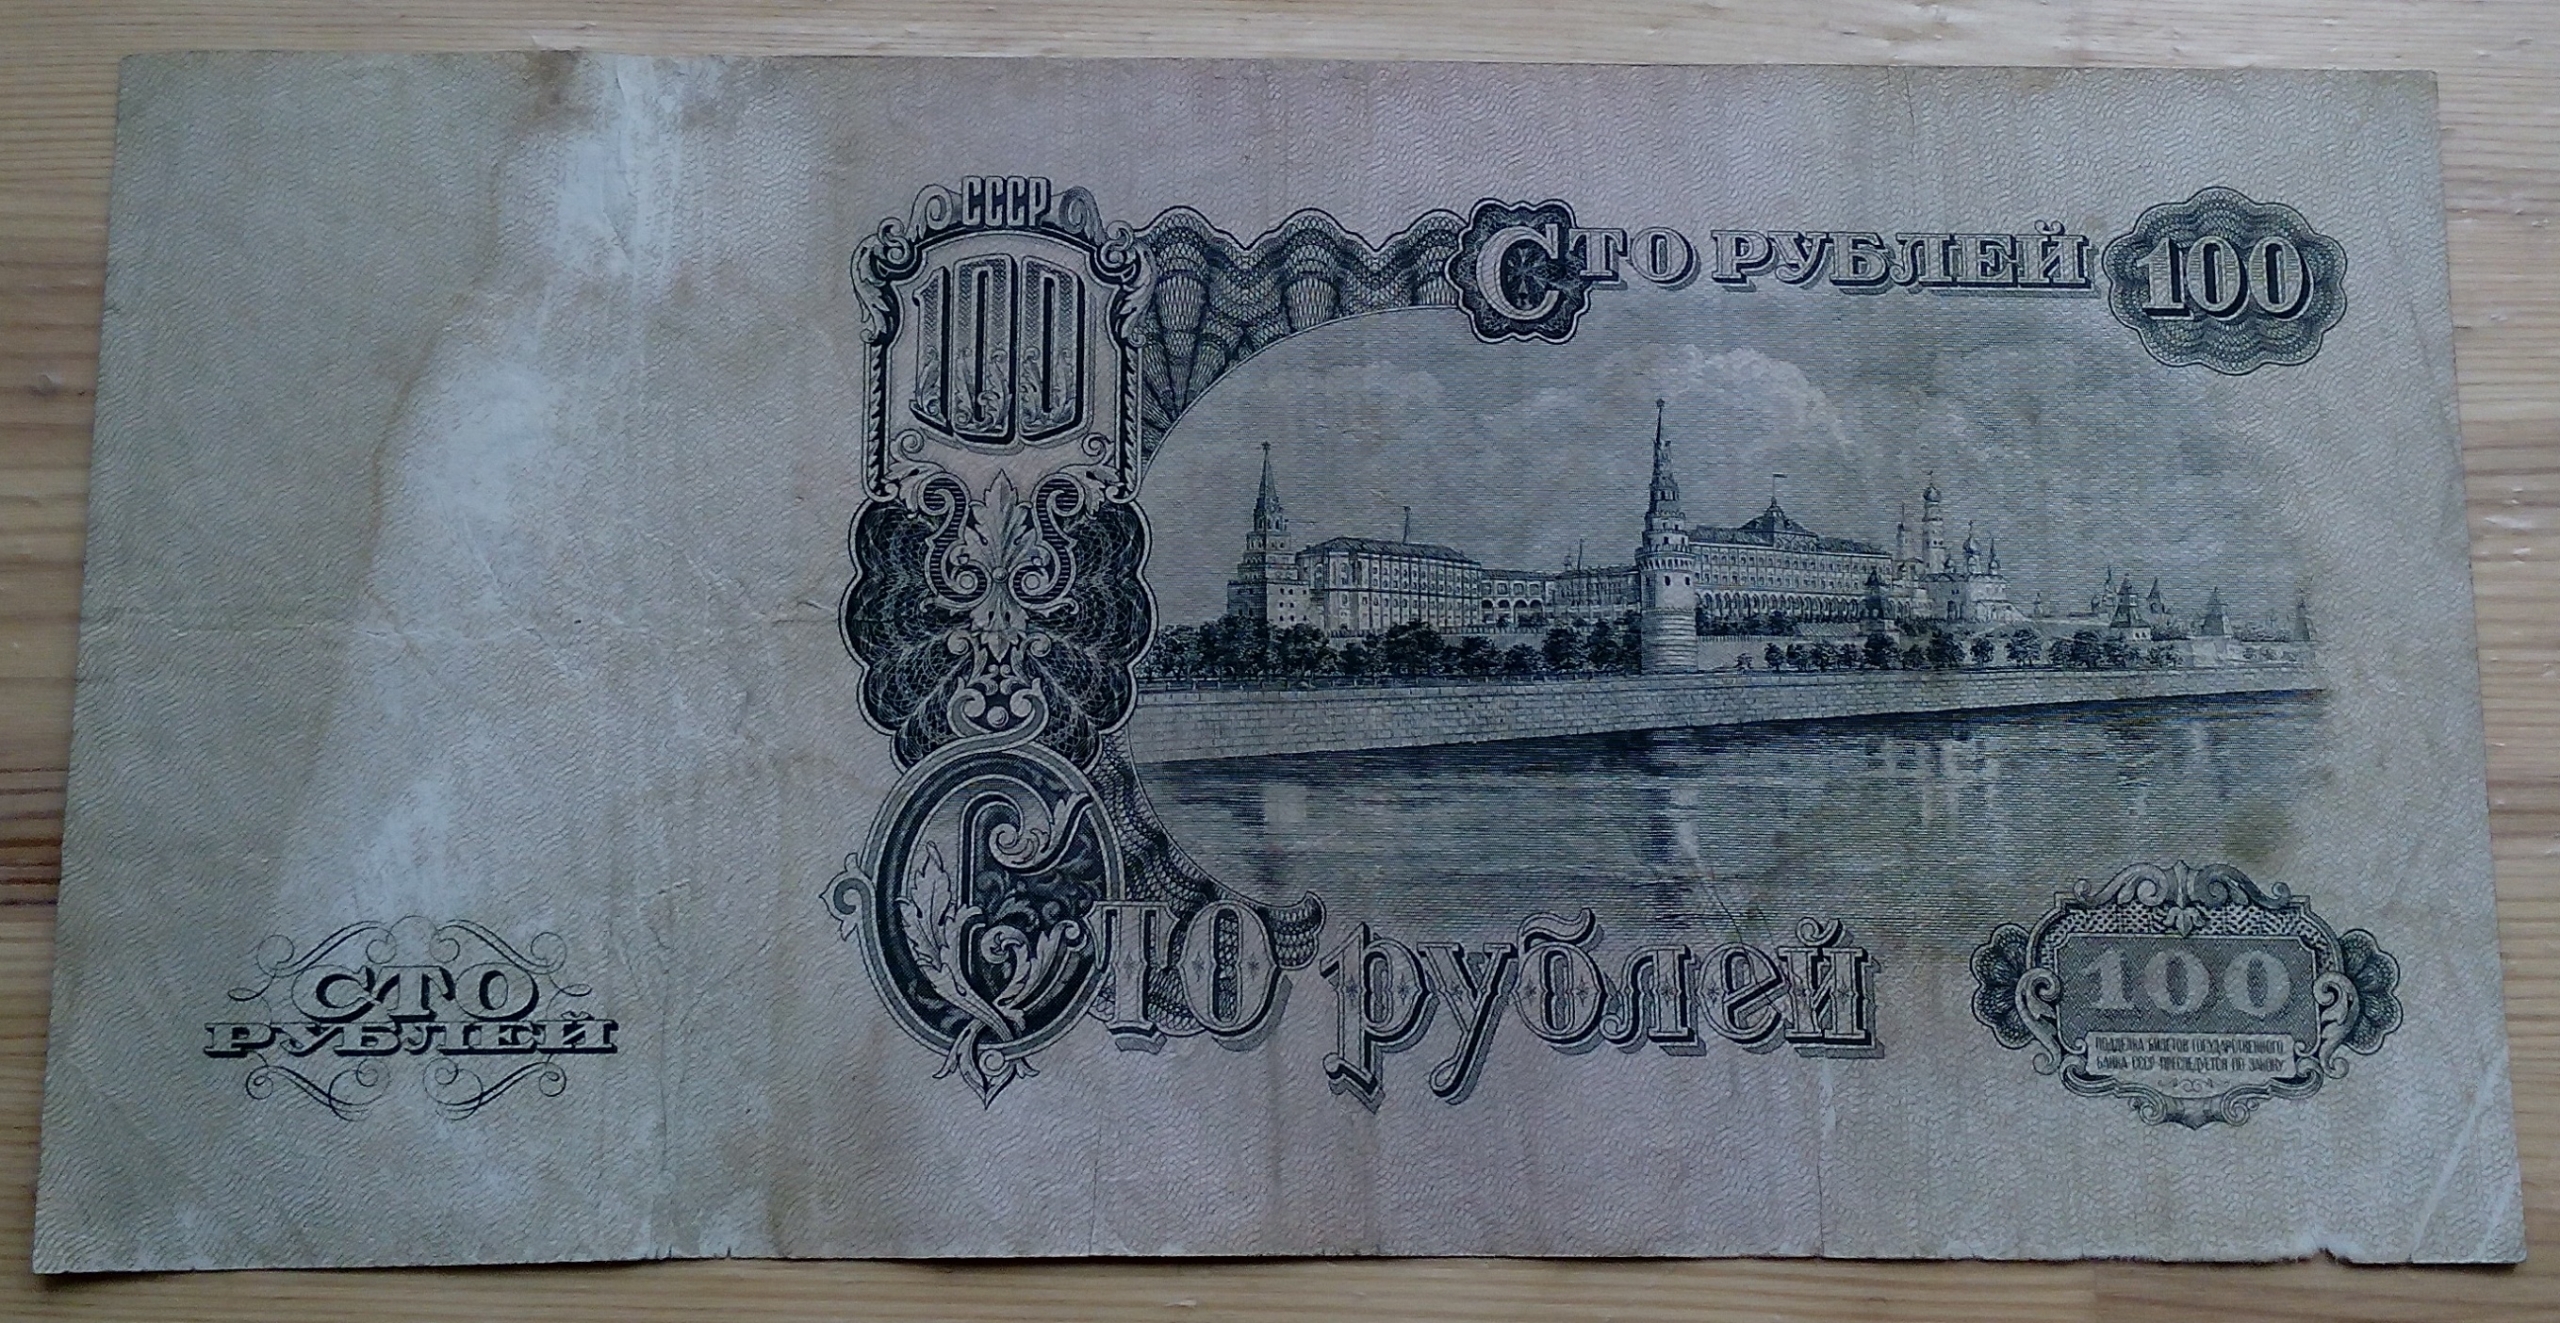 СССР
100
Сто рублей
100
Сто рублей
СТО
РУБЛЕЙ
100
ПОДДЕЛКА БИЛЕТОВ ГОСУДАРСТВЕННОГО
БАНКА СССР ПРЕСЛЕДУЕТСЯ ПО ЗАКОНУ